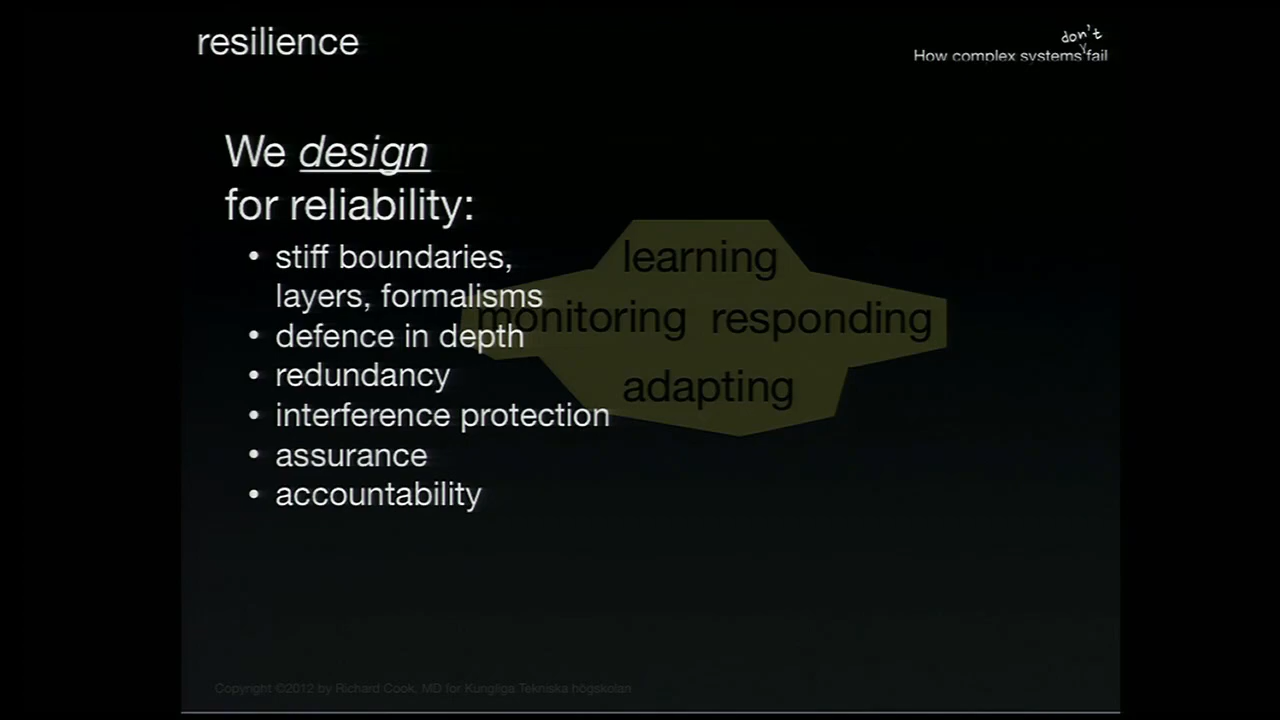 resilience
don't
How complex systems fail
We design
for reliability:
• stiff boundaries,
layers, formalisms
• defence in depth
• redundancy
• interference protection
• assurance
• accountability
learning
monitoring responding
adapting
Copyright ©2012 by Richard Cook, MD for Kungliga Tekniska högskolan